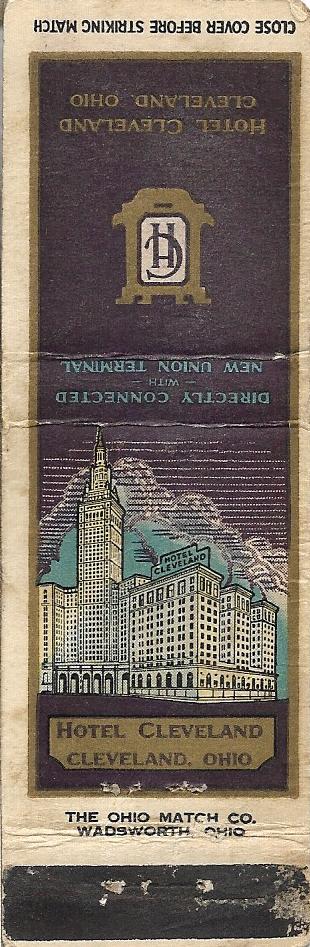 CLOSE COVER BEFORE STRIKING MATCH
HOTEL CLEVELAND
CLEVELAND, OHIO
HC
DIRECTLY CONNECTED
— WITH —
NEW UNION TERMINAL
HOTEL
CLEVELAND
HOTEL CLEVELAND
CLEVELAND, OHIO
THE OHIO MATCH CO.
WADSWORTH, OHIO